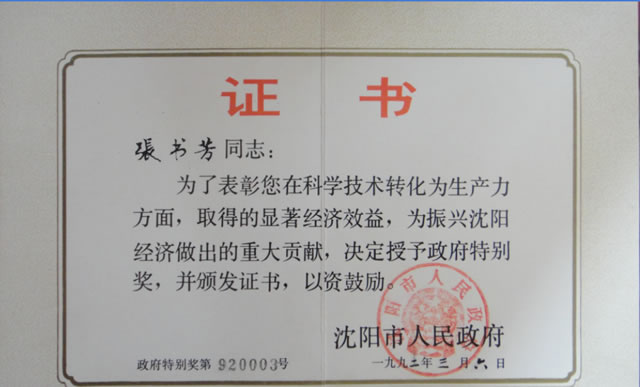 证书
張书芳同志：
为了表彰您在科学技术转化为生产力
方面，取得的显著经济效益，为振兴沈阳
经济做出的重大贡献，决定授予政府特别
奖，并颁发证书，以资鼓励。
沈阳市人民政府
政府特别奖第920003号
一九九二年三月六日